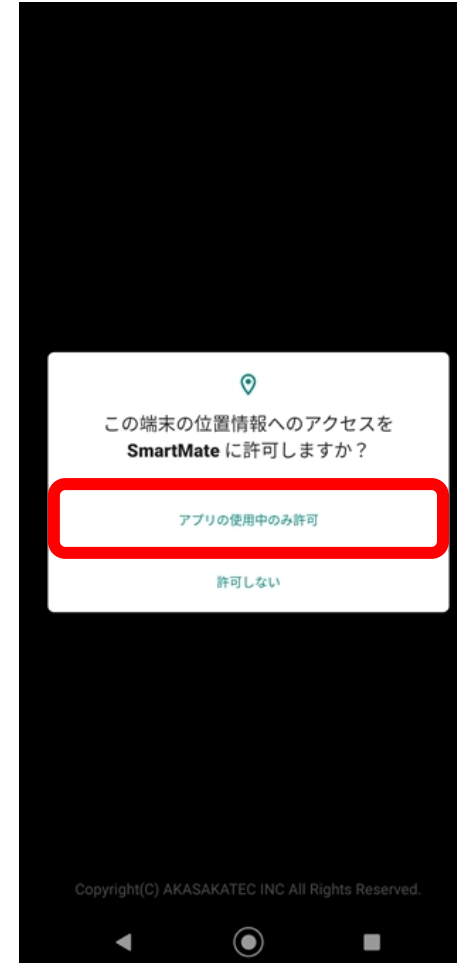 この端末の位置情報へのアクセスを
SmartMate に許可しますか？
アプリの使用中のみ許可
許可しない
Copyright(C) AKASAKATEC INC All Rights Reserved.